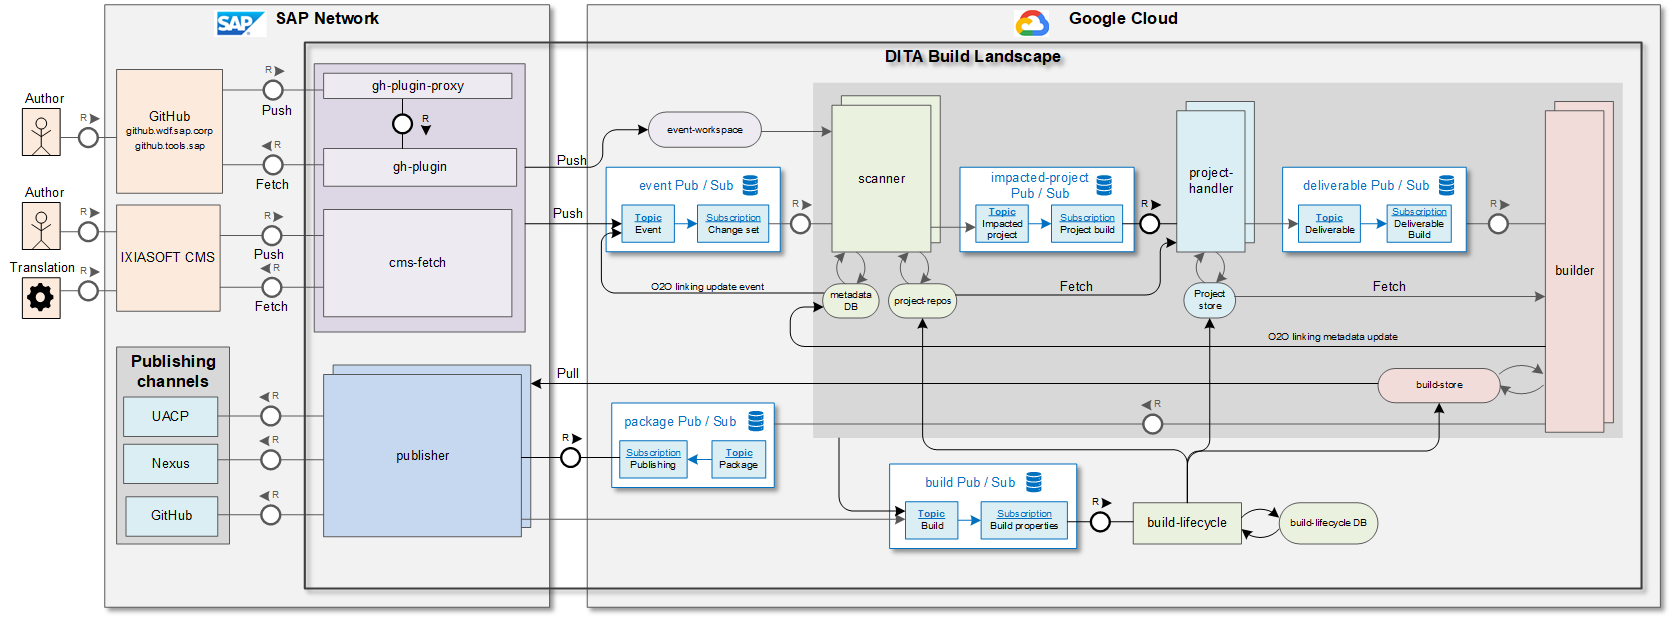 SAP
SAP Network
Google Cloud
DITA Build Landscape
Author
R
GitHub
github.wdf.sap.corp
github.tools.sap
R
Push
R
Fetch
gh-plugin-proxy
R
gh-plugin
Author
R
Translation
R
IXIASOFT CMS
R
Push
R
Fetch
cms-fetch
Push
Push
event-workspace
event Pub / Sub
Topic
Event
Subscription
Change set
R
scanner
impacted-project
Pub / Sub
Topic
Impacted
project
Subscription
Project build
R
project-
handler
deliverable Pub / Sub
Topic
Deliverable
Subscription
Deliverable
Build
R
builder
O2O linking update event
metadata
DB
project-repos
Fetch
Project
store
Fetch
O2O linking metadata update
Publishing
channels
UACP
Nexus
GitHub
R
R
R
publisher
Pull
build-store
R
package Pub / Sub
Subscription
Publishing
Topic
Package
R
build Pub / Sub
Topic
Build
Subscription
Build properties
R
build-lifecycle
build-lifecycle DB